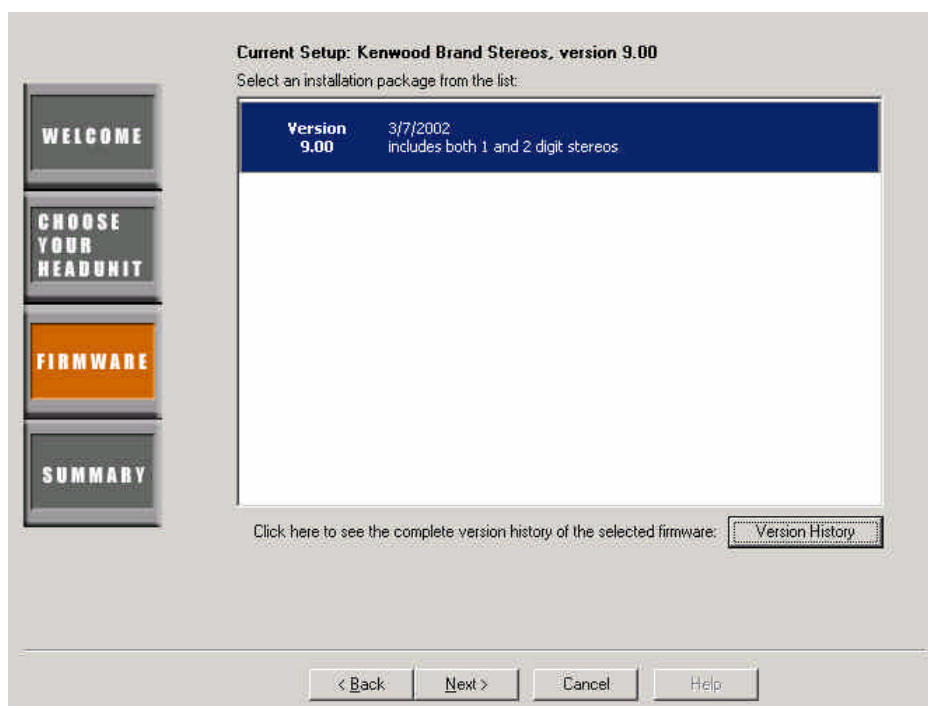 Current Setup: Kenwood Brand Stereos, version 9.00
Select an installation package from the list:
WELCOME
CHOOSE
YOUR
HEADUNIT
FIRMWARE
SUMMARY
Version 3/7/2002
9.00 includes both 1 and 2 digit stereos
Click here to see the complete version history of the selected firmware: Version History
< Back Next > Cancel Help